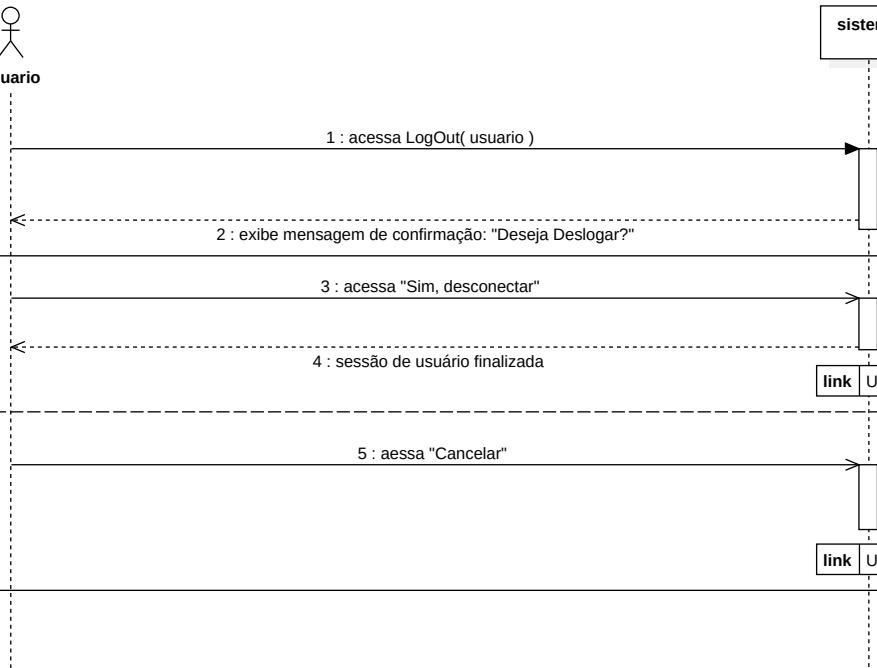 uario
sister
1 : acessa LogOut( usuario )
2 : exibe mensagem de confirmação: "Deseja Deslogar?"
3 : acessa "Sim, desconectar"
4 : sessão de usuário finalizada
link U
5 : aessa "Cancelar"
link U